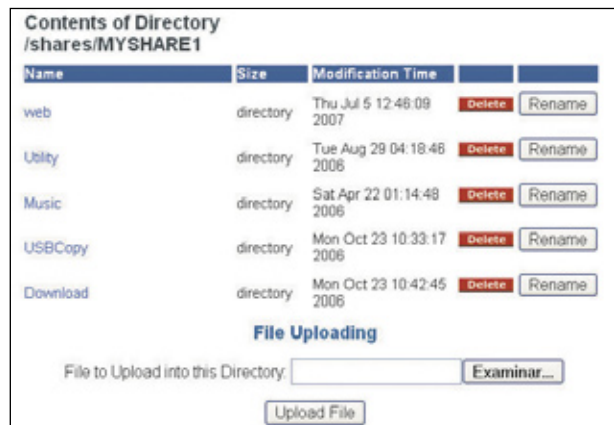 Contents of Directory
/shares/MYSHARE1
Name Size Modification Time
web directory Thu Jul 5 12:46:09 2007 Delete Rename
Utility directory Tue Aug 29 04:18:46 2006 Delete Rename
Music directory Sat Apr 22 01:14:48 2006 Delete Rename
USBCopy directory Mon Oct 23 10:33:17 2006 Delete Rename
Download directory Mon Oct 23 10:42:45 2006 Delete Rename
File Uploading
File to Upload into this Directory: Examinar...
Upload File